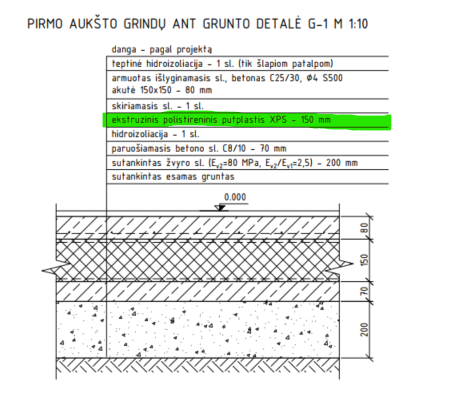 PIRMO AUKŠTO GRINDŲ ANT GRUNTO DETALĖ G-1 M 1:10
danga - pagal projektą
teptinė hidroizoliacija - 1 sl. (tik šlapiom patalpom)
armuotas išlyginamasis sl., betonas C25/30, Ø4 S500
akutė 150x150 - 80 mm
skiriamasis sl. - 1 sl.
ekstruzinis polistireninis putplastis XPS - 150 mm
hidroizoliacija - 1 sl.
paruošiamasis betono sl. C8/10 - 70 mm
sutankintas žvyro sl. (Ev2=80 MPa, Ev2/Ev1=2,5) - 200 mm
sutankintas esamas gruntas
0.000
80
150
70
200